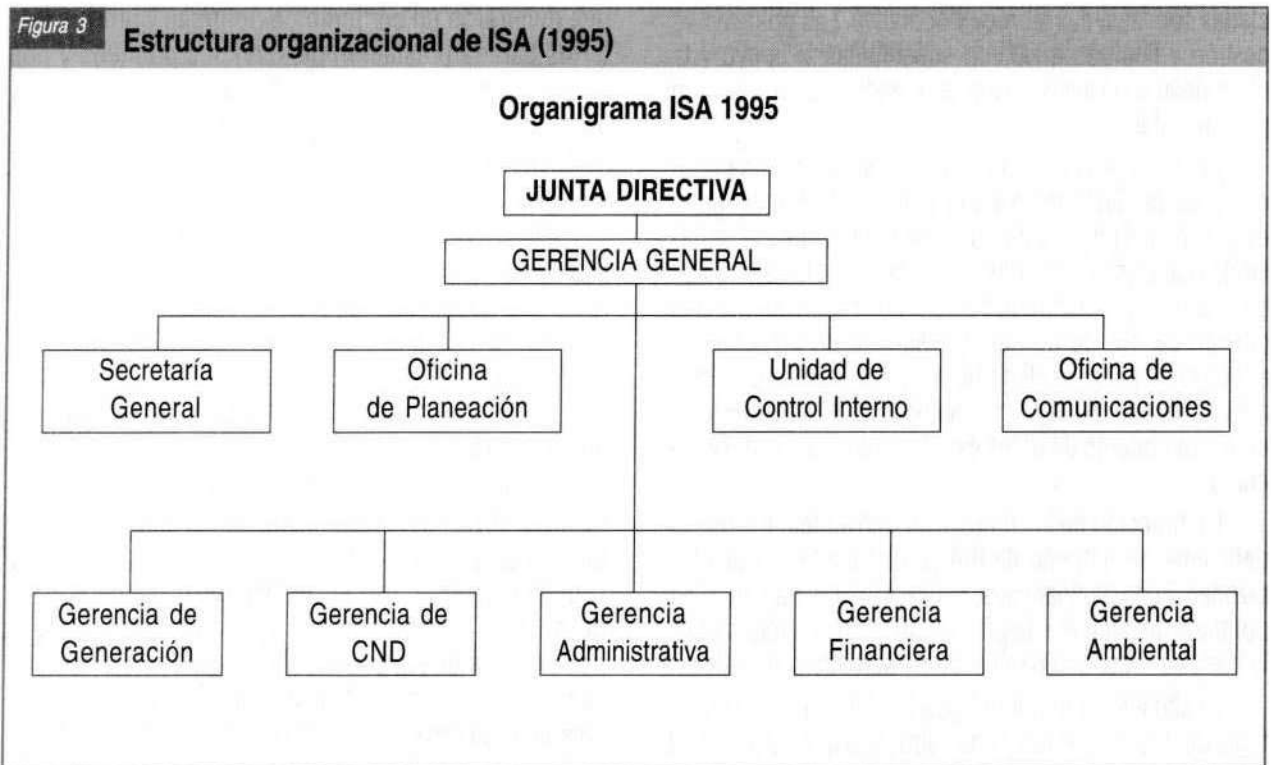 Figura 3
Estructura organizacional de ISA (1995)
Organigrama ISA 1995
JUNTA DIRECTIVA
GERENCIA GENERAL
Secretaría
General
Oficina
de Planeación
Unidad de
Control Interno
Oficina de
Comunicaciones
Gerencia de
Generación
Gerencia de
CND
Gerencia
Administrativa
Gerencia
Financiera
Gerencia
Ambiental